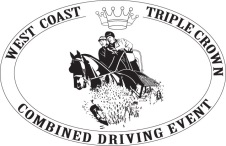 WEST COAST TRIPLE CROWN
COMBINED DRIVING EVENT